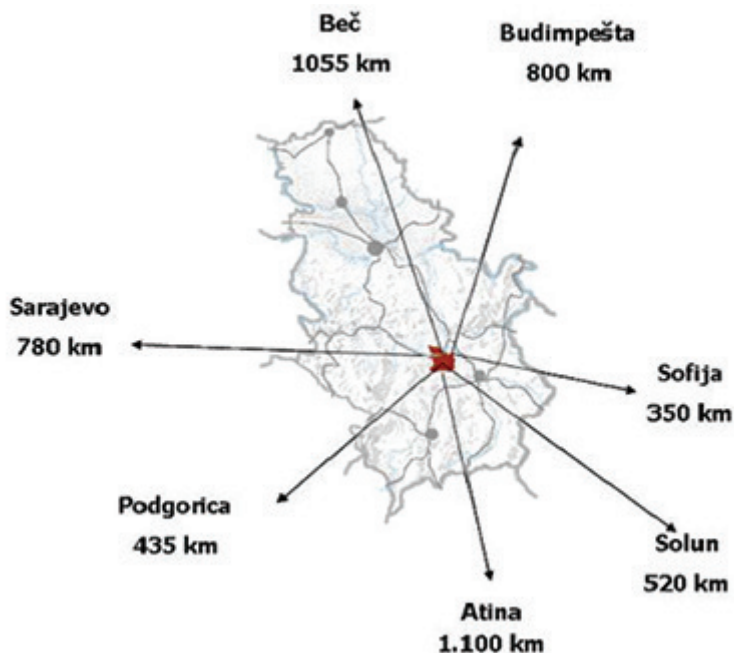 Beč
1055 km
Budimpešta
800 km
Sarajevo
780 km
Sofija
350 km
Podgorica
435 km
Solun
520 km
Atina
1.100 km